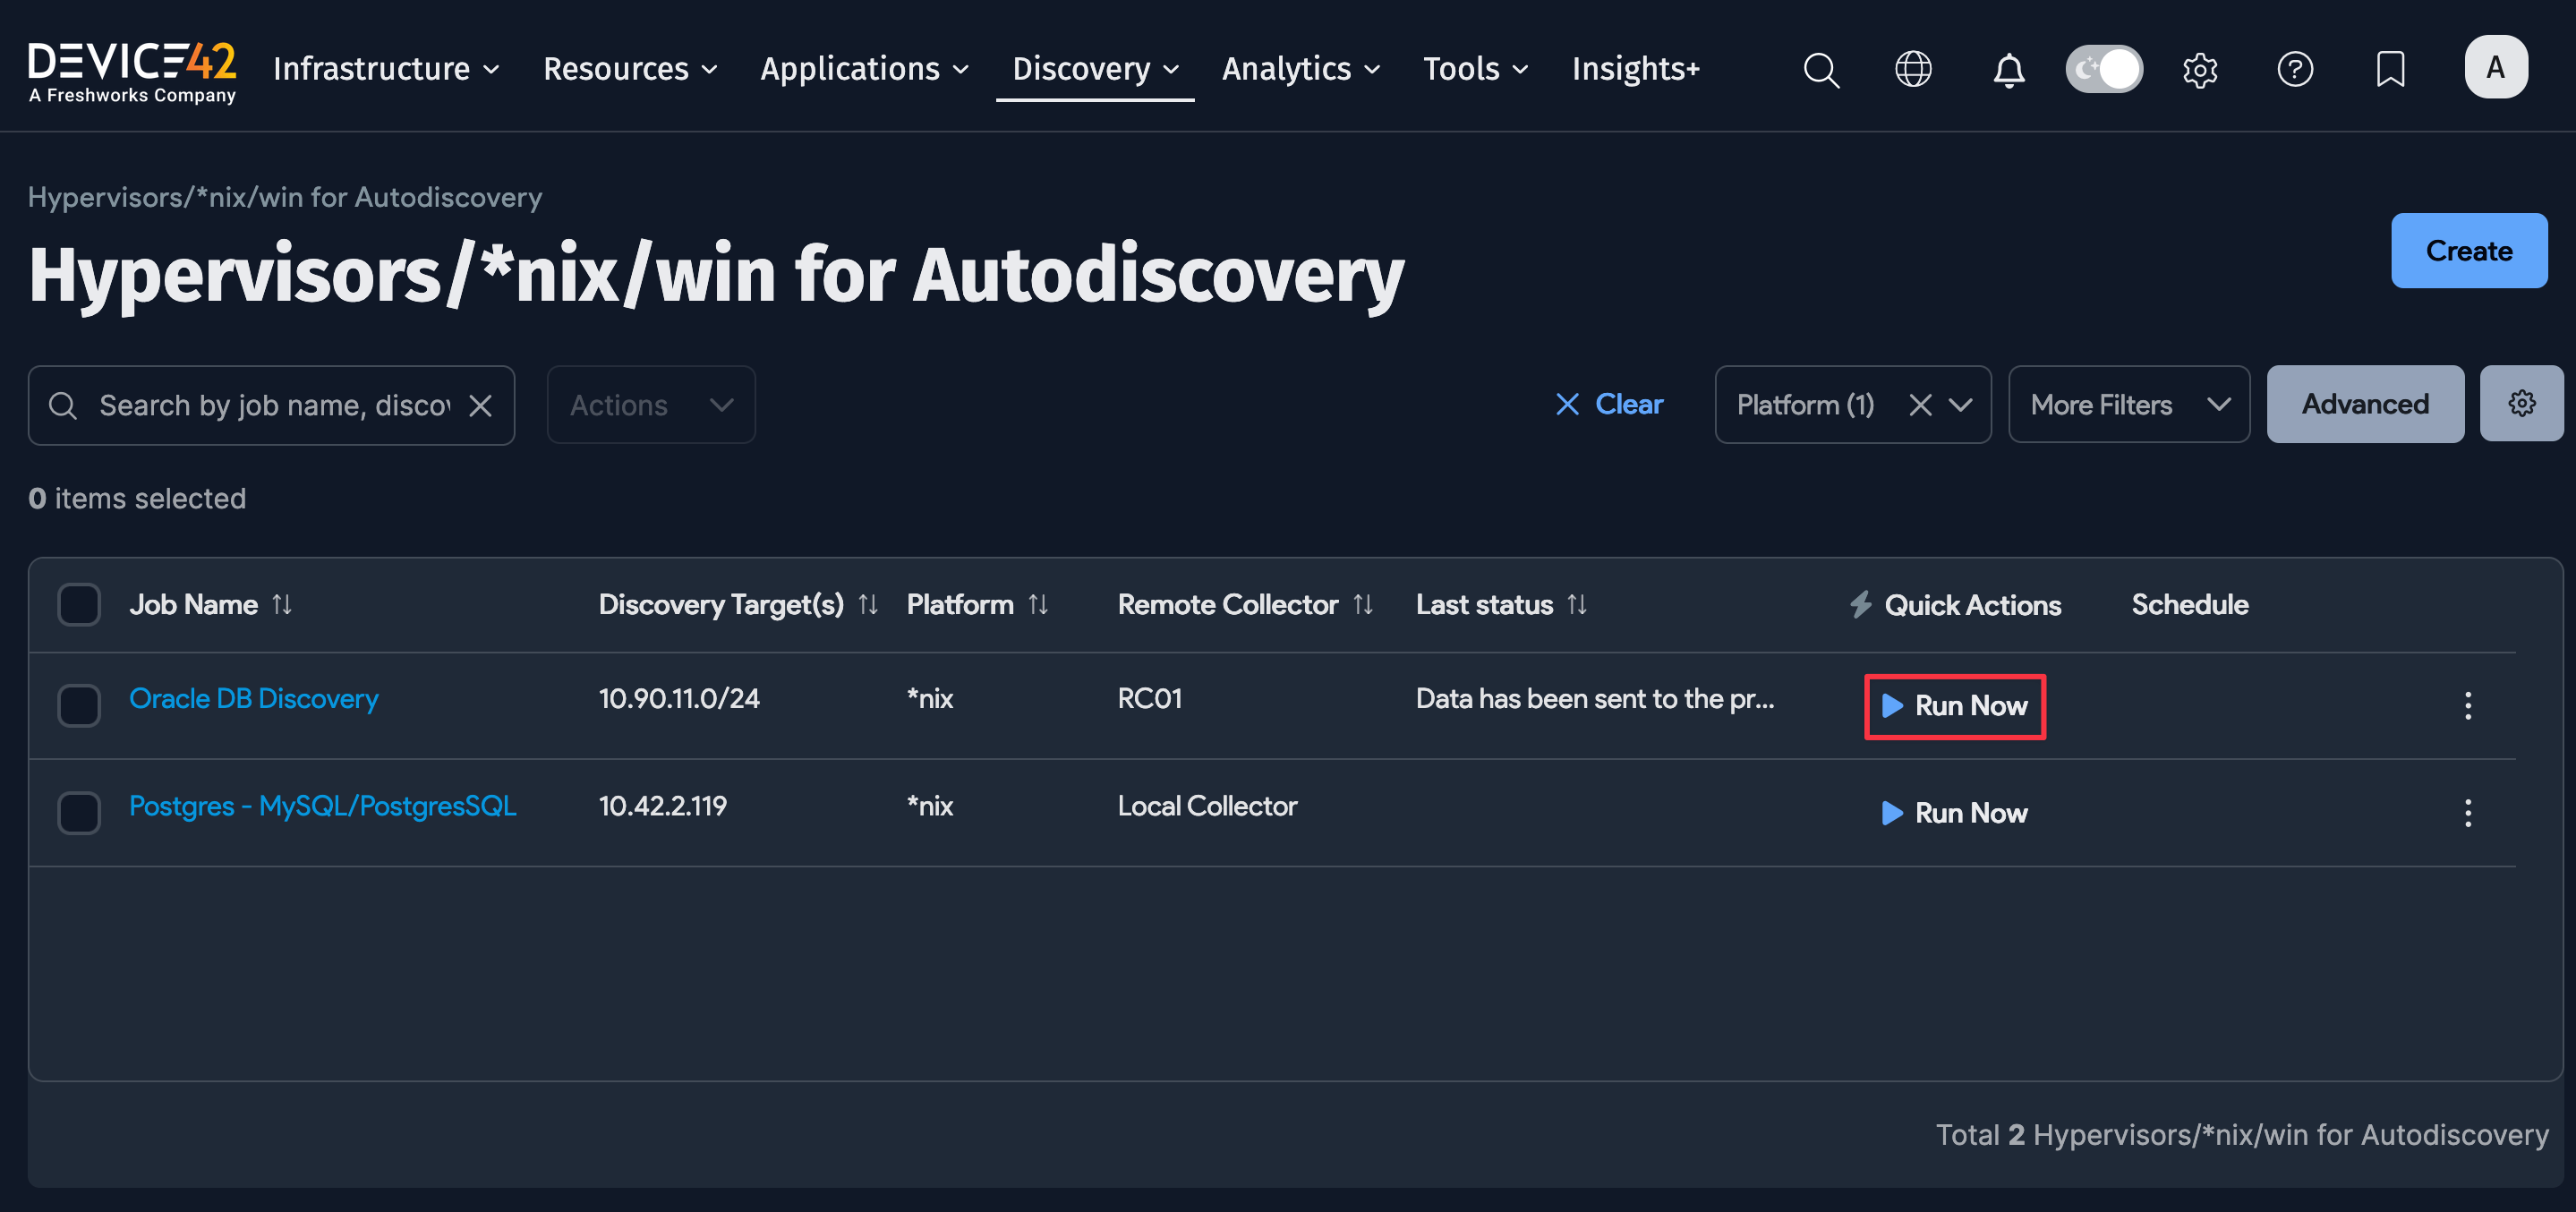 DEVICE42
A Freshworks Company
Infrastructure Resources Applications Discovery Analytics Tools Insights+
A
Hypervisors/*nix/win for Autodiscovery
Hypervisors/*nix/win for Autodiscovery
Create
Search by job name, discov
Actions
Clear
Platform (1)
More Filters
Advanced
0 items selected
Job Name Discovery Target(s) Platform Remote Collector Last status Quick Actions Schedule
Oracle DB Discovery 10.90.11.0/24 *nix RC01 Data has been sent to the pr... Run Now
Postgres - MySQL/PostgresSQL 10.42.2.119 *nix Local Collector Run Now
Total 2 Hypervisors/*nix/win for Autodiscovery